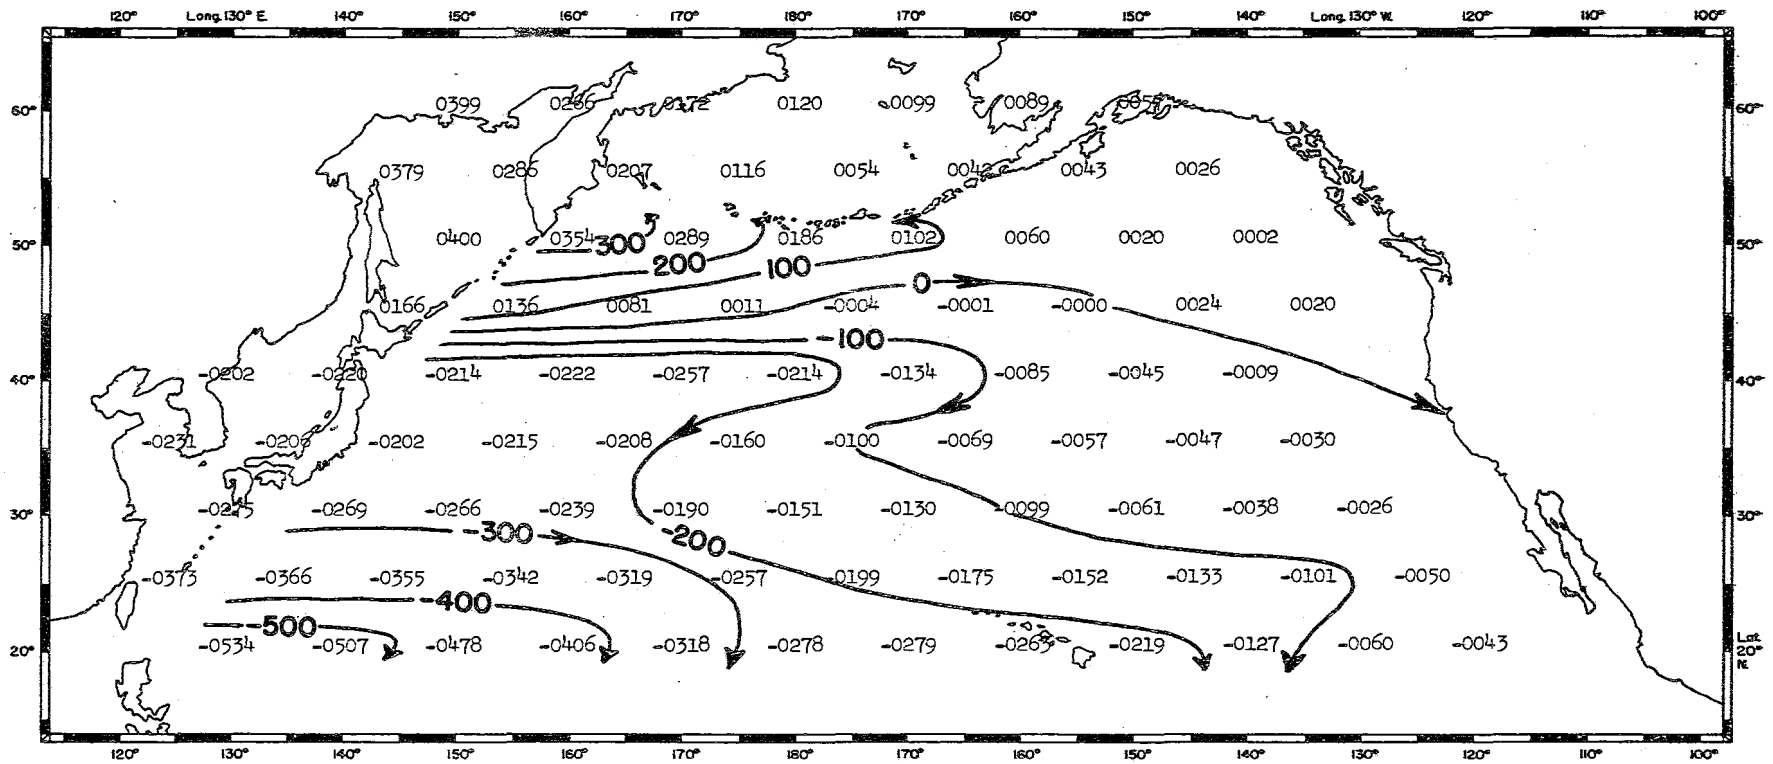 120° Long. 130° E. 140° 150° 160° 170° 180° 170° 160° 150° 140° Long. 130° W. 120° 110° 100°
60° 0399 0266 0172 0120 0099 0089 60°
0379 0286 0207 0116 0054 0042 0043 0026
50° 0400 0354 300 0289 0186 0102 0060 0020 0002 50°
200 100
0
0166 0136 0081 0011 -0004 -0001 -0000 0024 0020
-100
40° -0202 -0220 -0214 -0222 -0257 -0214 -0134 -0085 -0045 -0009 40°
-0231 -0206 -0202 -0215 -0208 -0160 -0100 -0069 -0057 -0047 -0030
30° -0269 -0266 -0239 -0190 -0151 -0130 -0099 -0061 -0038 -0026 30°
-300 -200
-0373 -0366 -0355 -0342 -0319 -0257 -0199 -0175 -0152 -0133 -0101 -0050
-400
-500
20° -0534 -0507 -0478 -0406 -0318 -0278 -0279 -0263 -0219 -0127 -0060 -0043 Lat. 20° N.
120° 130° 140° 150° 160° 170° 180° 170° 160° 150° 140° 130° 120° 110° 100°